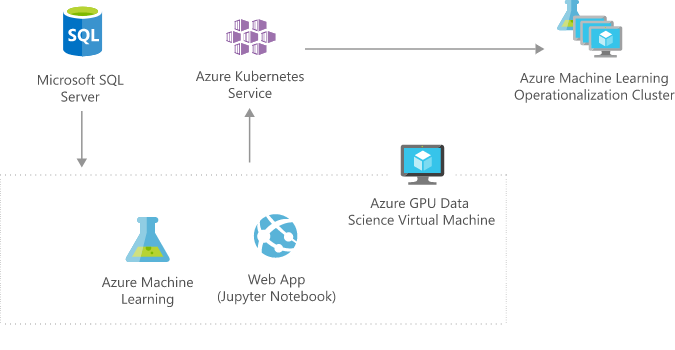 SQL
Microsoft SQL
Server
Azure Kubernetes
Service
Azure Machine Learning
Operationalization Cluster
Azure GPU Data
Science Virtual Machine
Azure Machine
Learning
Web App
(Jupyter Notebook)